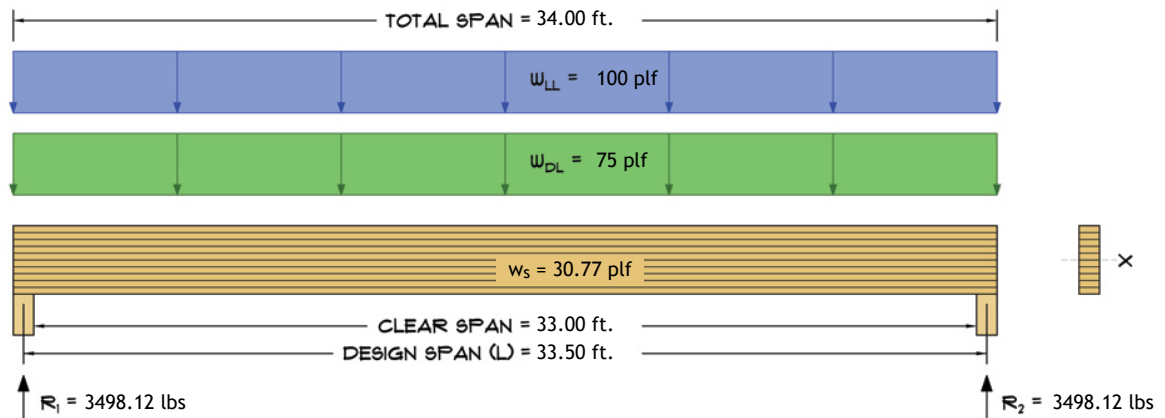 TOTAL SPAN = 34.00 ft.
wLL = 100 plf
wDL = 75 plf
ws = 30.77 plf
X
CLEAR SPAN = 33.00 ft.
DESIGN SPAN (L) = 33.50 ft.
R1 = 3498.12 lbs
R2 = 3498.12 lbs